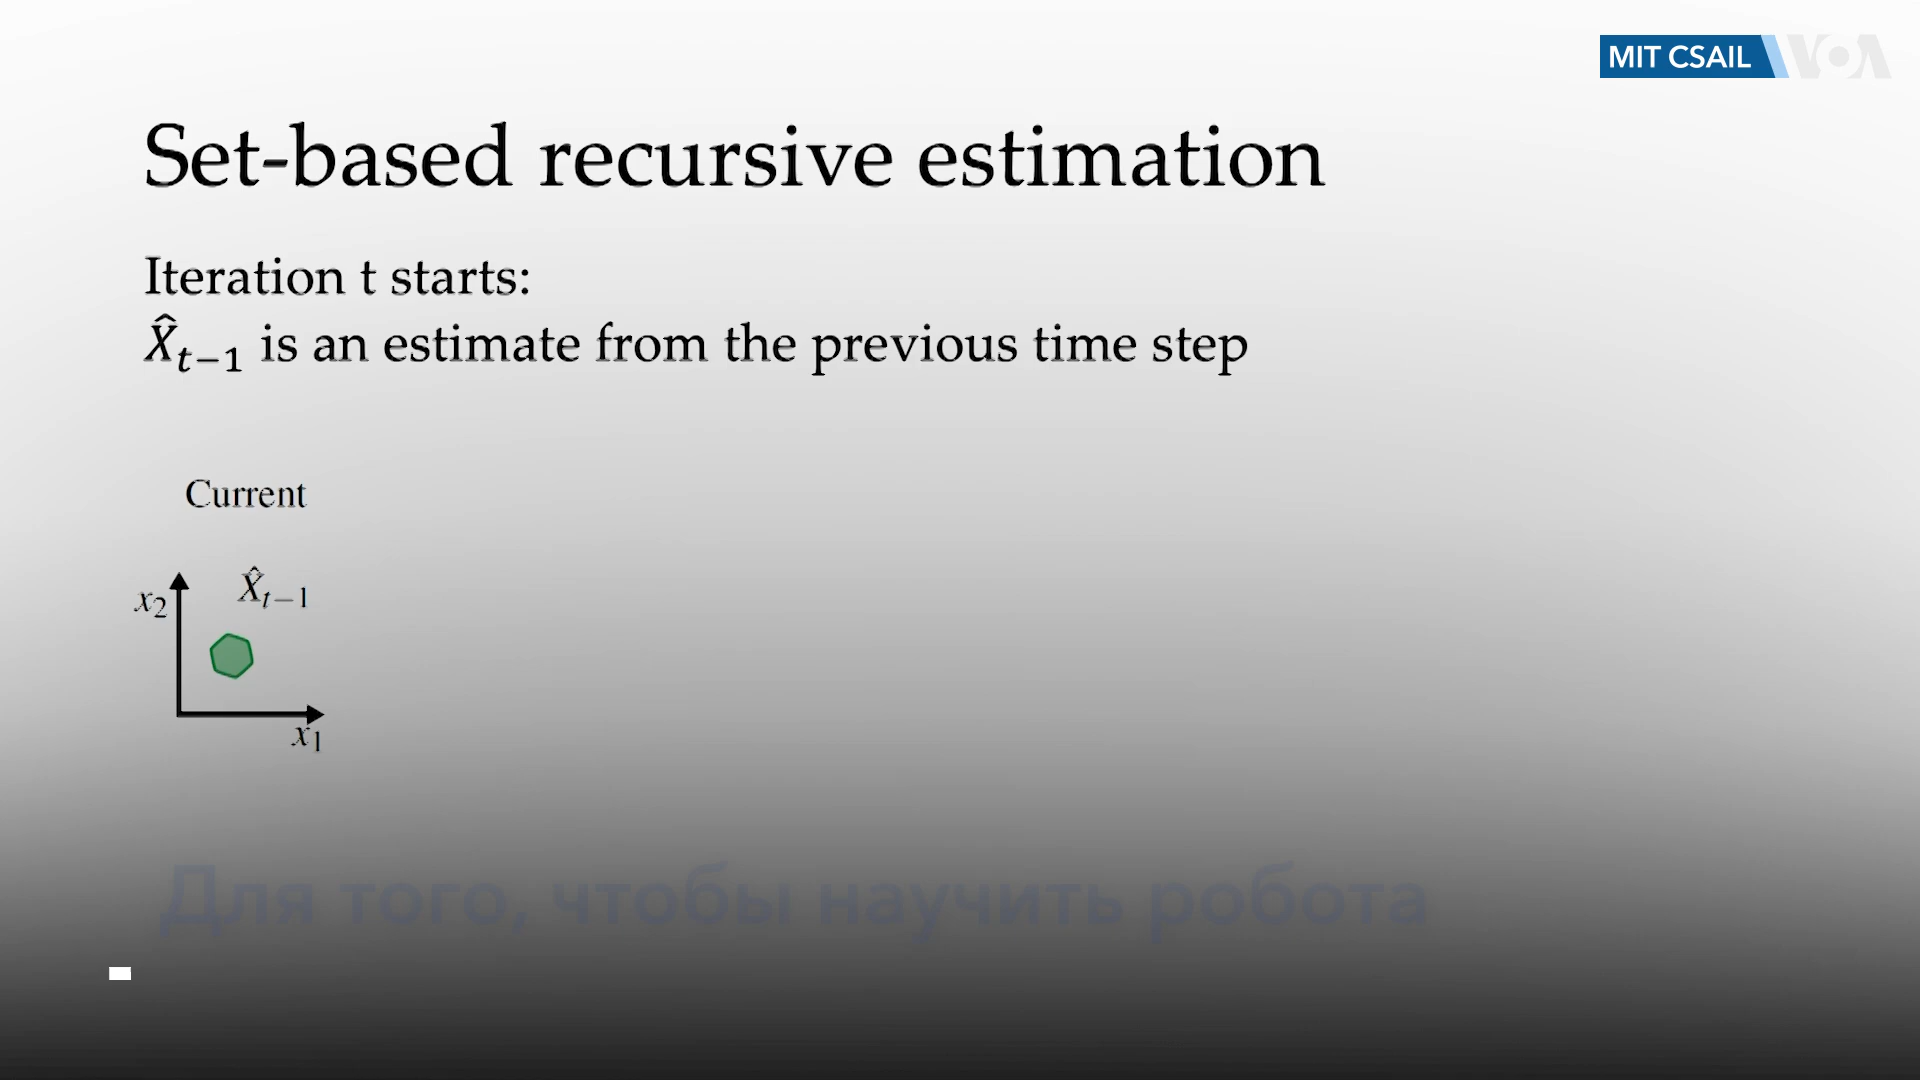 MIT CSAIL VOA
Set-based recursive estimation
Iteration t starts:
X̂ₜ₋₁ is an estimate from the previous time step
Current
X̂ₜ₋₁
x₂
x₁
Для того, чтобы научить робота